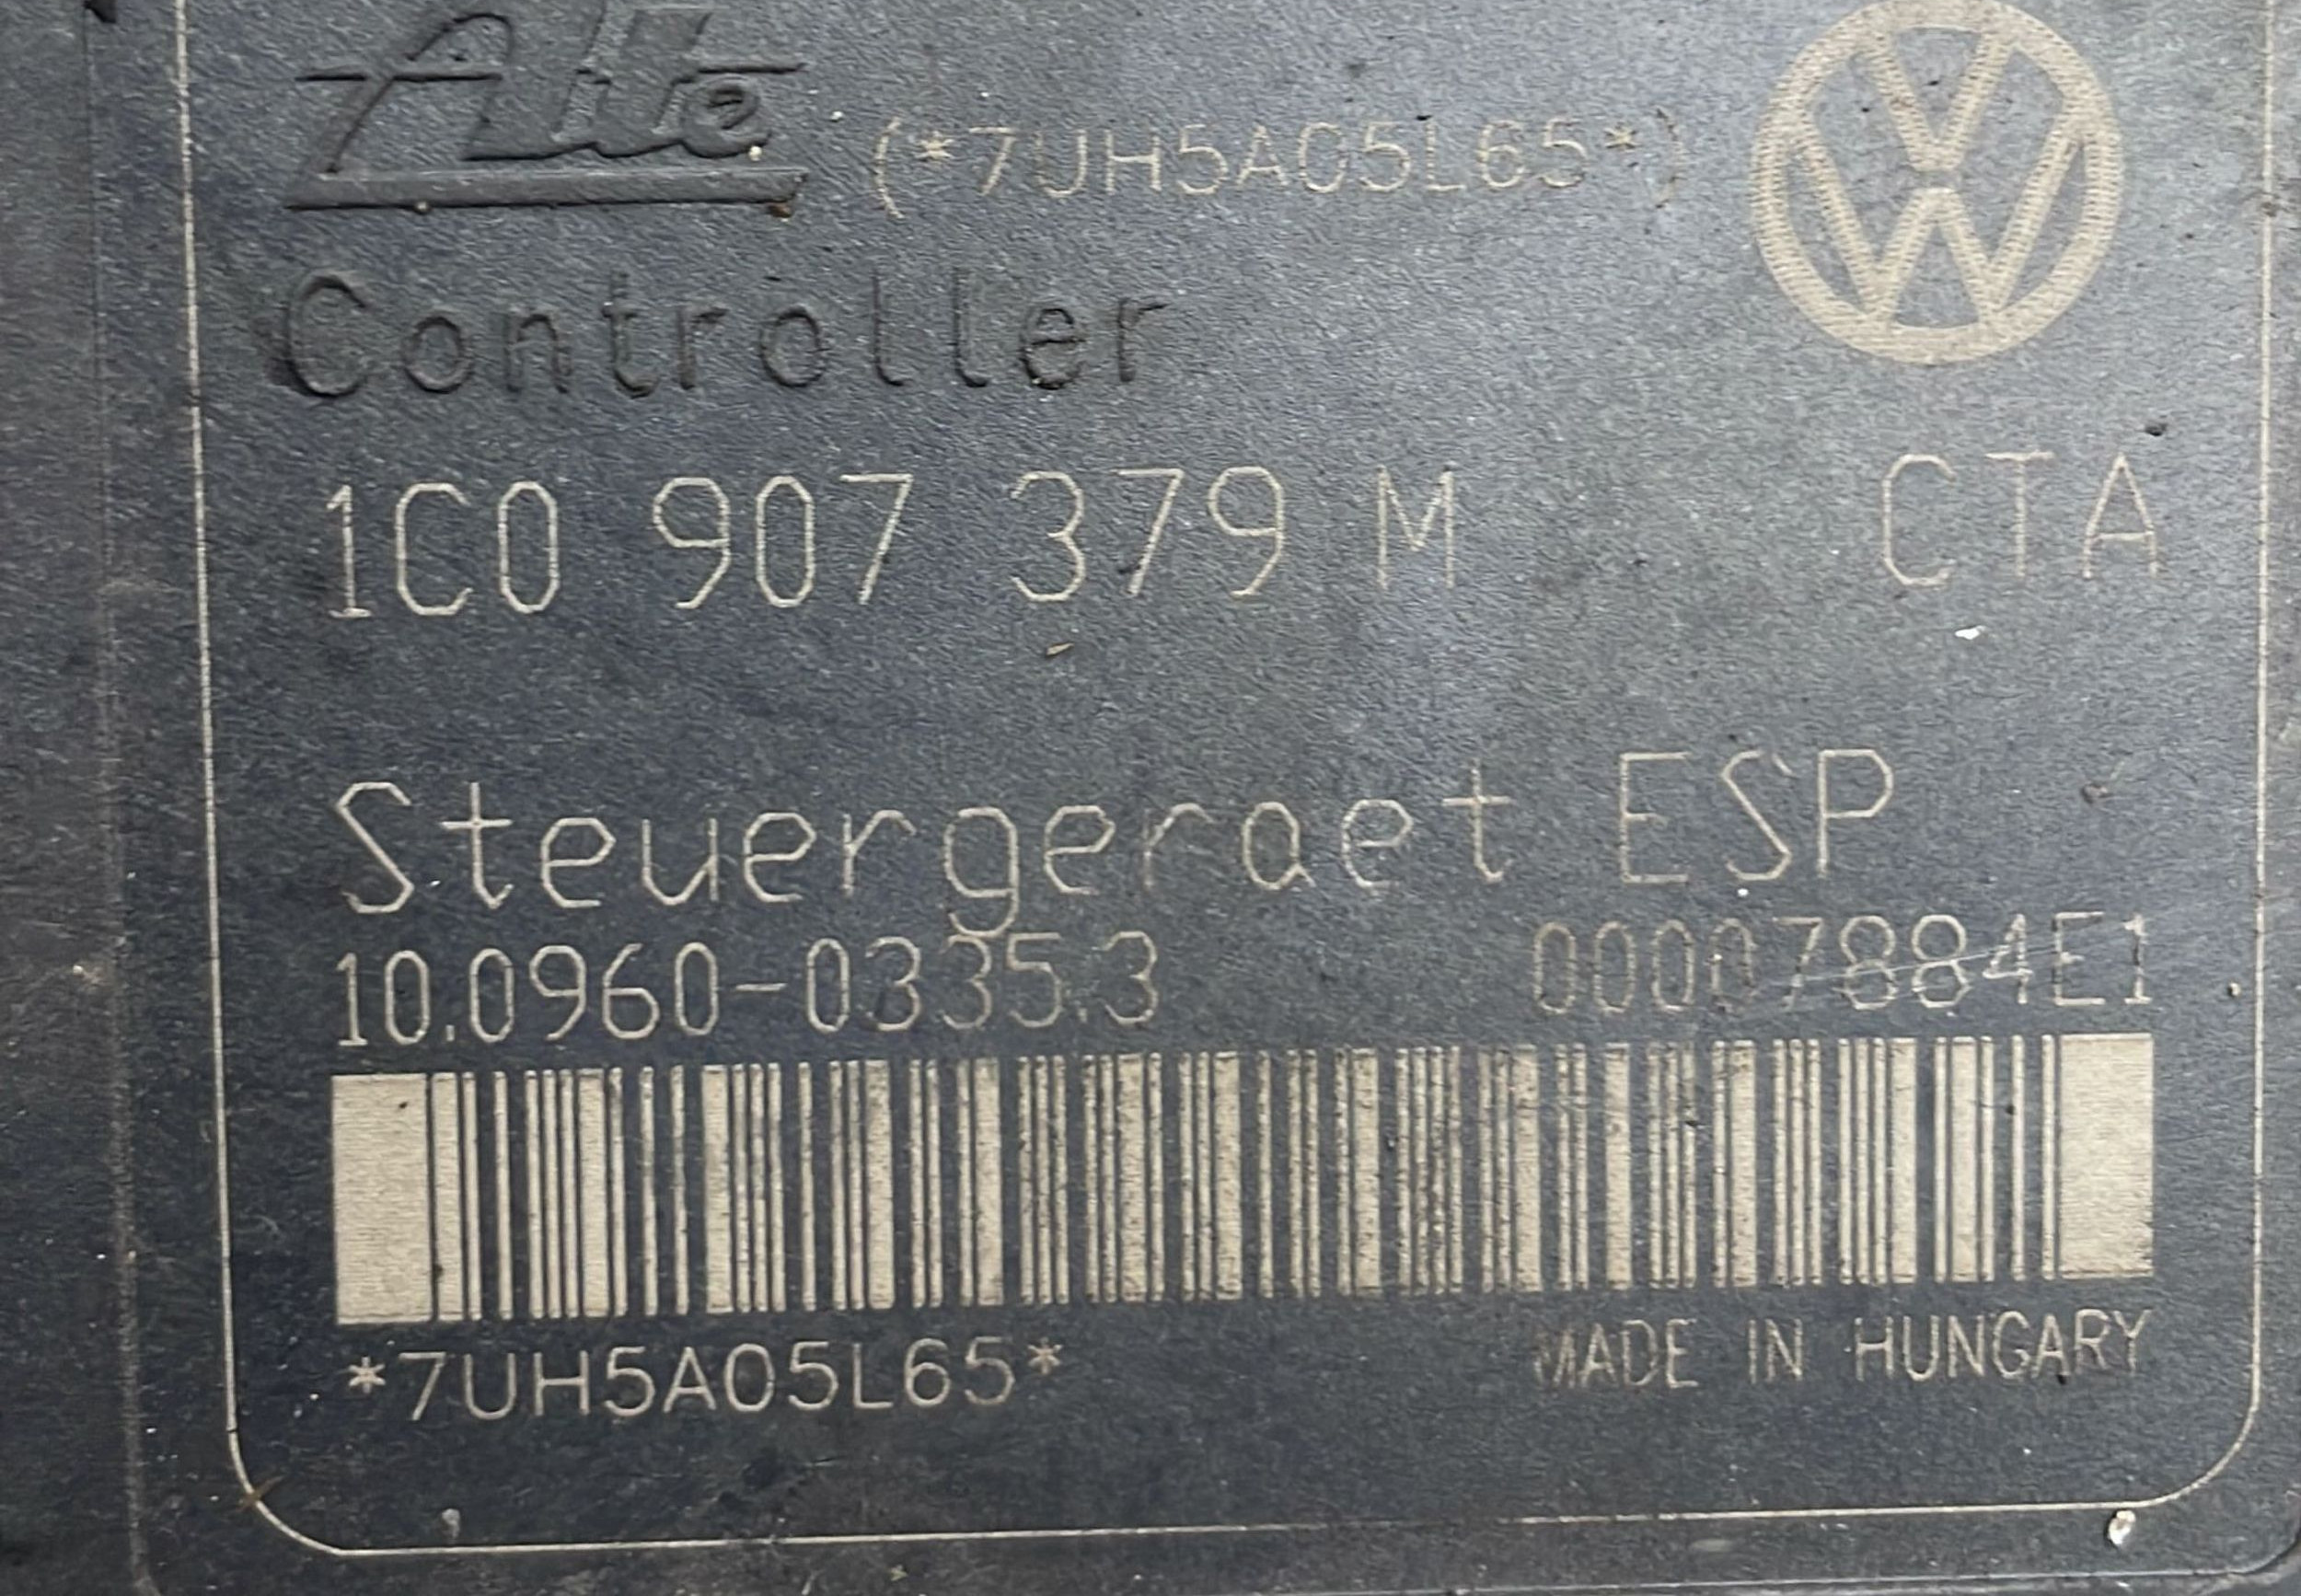 Ate (*7UH5A05L65*)
Controller
1C0 907 379 M CTA
Steuergeraet ESP
10.0960-0335.3 00007884E1
*7UH5A05L65* MADE IN HUNGARY